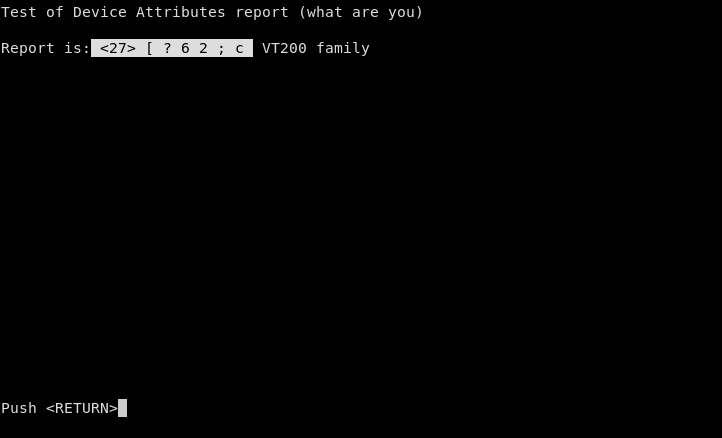 Test of Device Attributes report (what are you)
Report is: <27> [ ? 6 2 ; c  VT200 family
Push <RETURN>